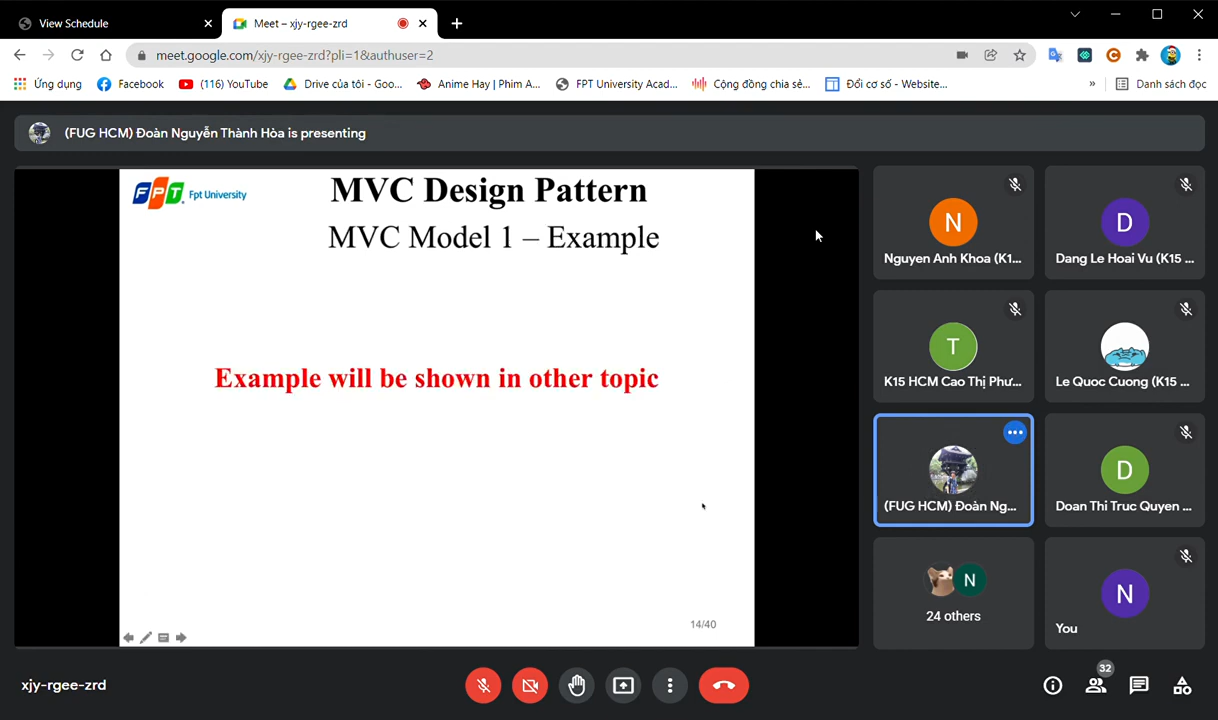 View Schedule
Meet – xjy-rgee-zrd
meet.google.com/xjy-rgee-zrd?pli=1&authuser=2
Ứng dụng
Facebook
(116) YouTube
Drive của tôi - Goo...
Anime Hay | Phim A...
FPT University Acad...
Cộng đồng chia sẻ...
Đổi cơ số - Website...
»
Danh sách đọc
(FUG HCM) Đoàn Nguyễn Thành Hòa is presenting
FPT
Fpt University
MVC Design Pattern
MVC Model 1 – Example
Example will be shown in other topic
14/40
N
Nguyen Anh Khoa (K1...
D
Dang Le Hoai Vu (K15 ...
T
K15 HCM Cao Thị Phư...
Le Quoc Cuong (K15 ...
(FUG HCM) Đoàn Ng...
D
Doan Thi Truc Quyen ...
N
24 others
N
You
xjy-rgee-zrd
32